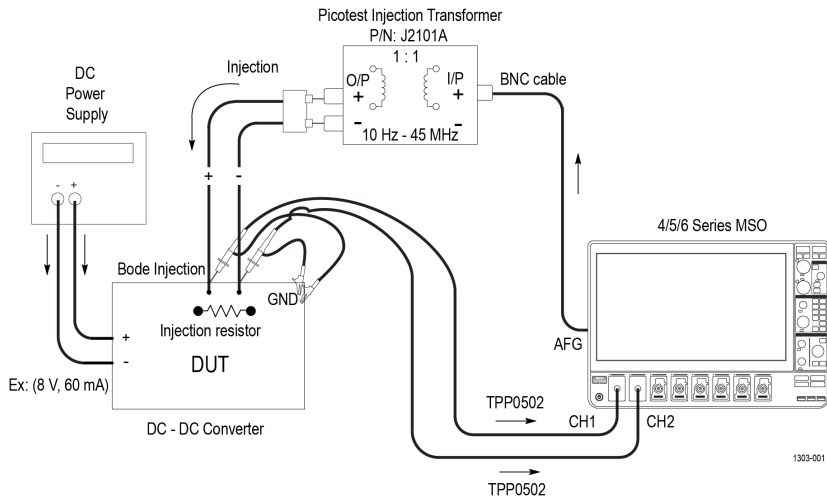 Picotest Injection Transformer
P/N: J2101A
1 : 1
DC
Power
Supply
Injection
O/P
I/P
BNC cable
+
+
-
-
10 Hz - 45 MHz
- +
+ -
4/5/6 Series MSO
Bode Injection
GND
Injection resistor
AFG
+
-
DUT
Ex: (8 V, 60 mA)
TPP0502
CH1
CH2
DC - DC Converter
1303-001
TPP0502